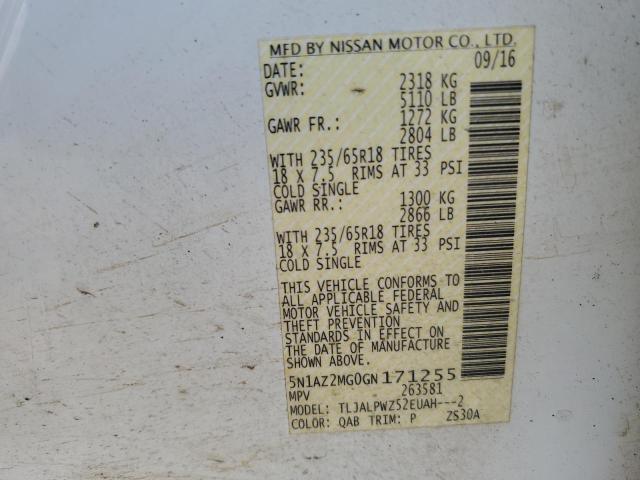 MFD BY NISSAN MOTOR CO., LTD.
DATE: 09/16
GVWR: 2318 KG
5110 LB
GAWR FR.: 1272 KG
2804 LB
WITH 235/65R18 TIRES
18 X 7.5 RIMS AT 33 PSI
COLD SINGLE
GAWR RR.: 1300 KG
2866 LB
WITH 235/65R18 TIRES
18 X 7.5 RIMS AT 33 PSI
COLD SINGLE
THIS VEHICLE CONFORMS TO
ALL APPLICABLE FEDERAL
MOTOR VEHICLE SAFETY AND
THEFT PREVENTION
STANDARDS IN EFFECT ON
THE DATE OF MANUFACTURE
SHOWN ABOVE.
5N1AZ2MG0GN171255
MPV 263581
MODEL: TLJALPWZ52EUAH---2
COLOR: QAB TRIM: P ZS30A